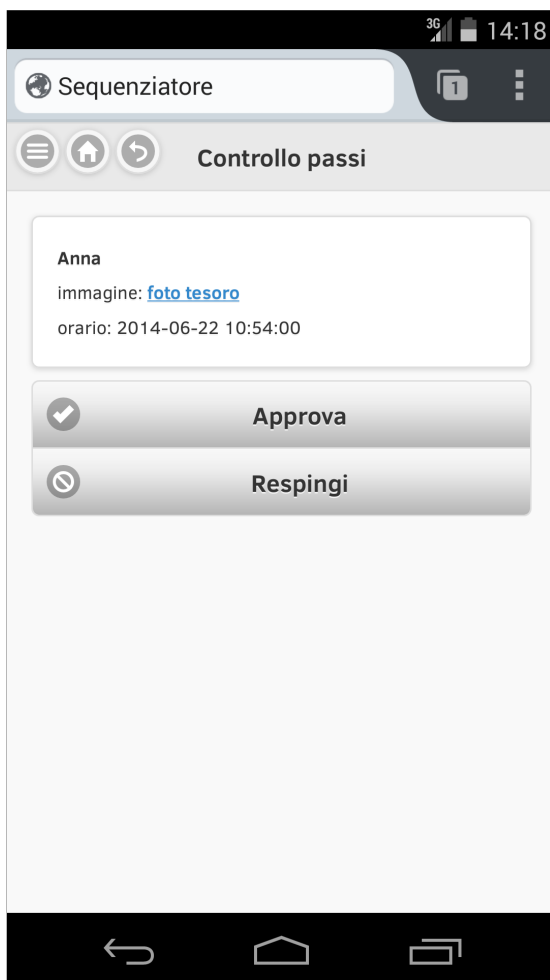 3G 14:18
Sequenziatore 1
Controllo passi
Anna
immagine: foto tesoro
orario: 2014-06-22 10:54:00
Approva
Respingi